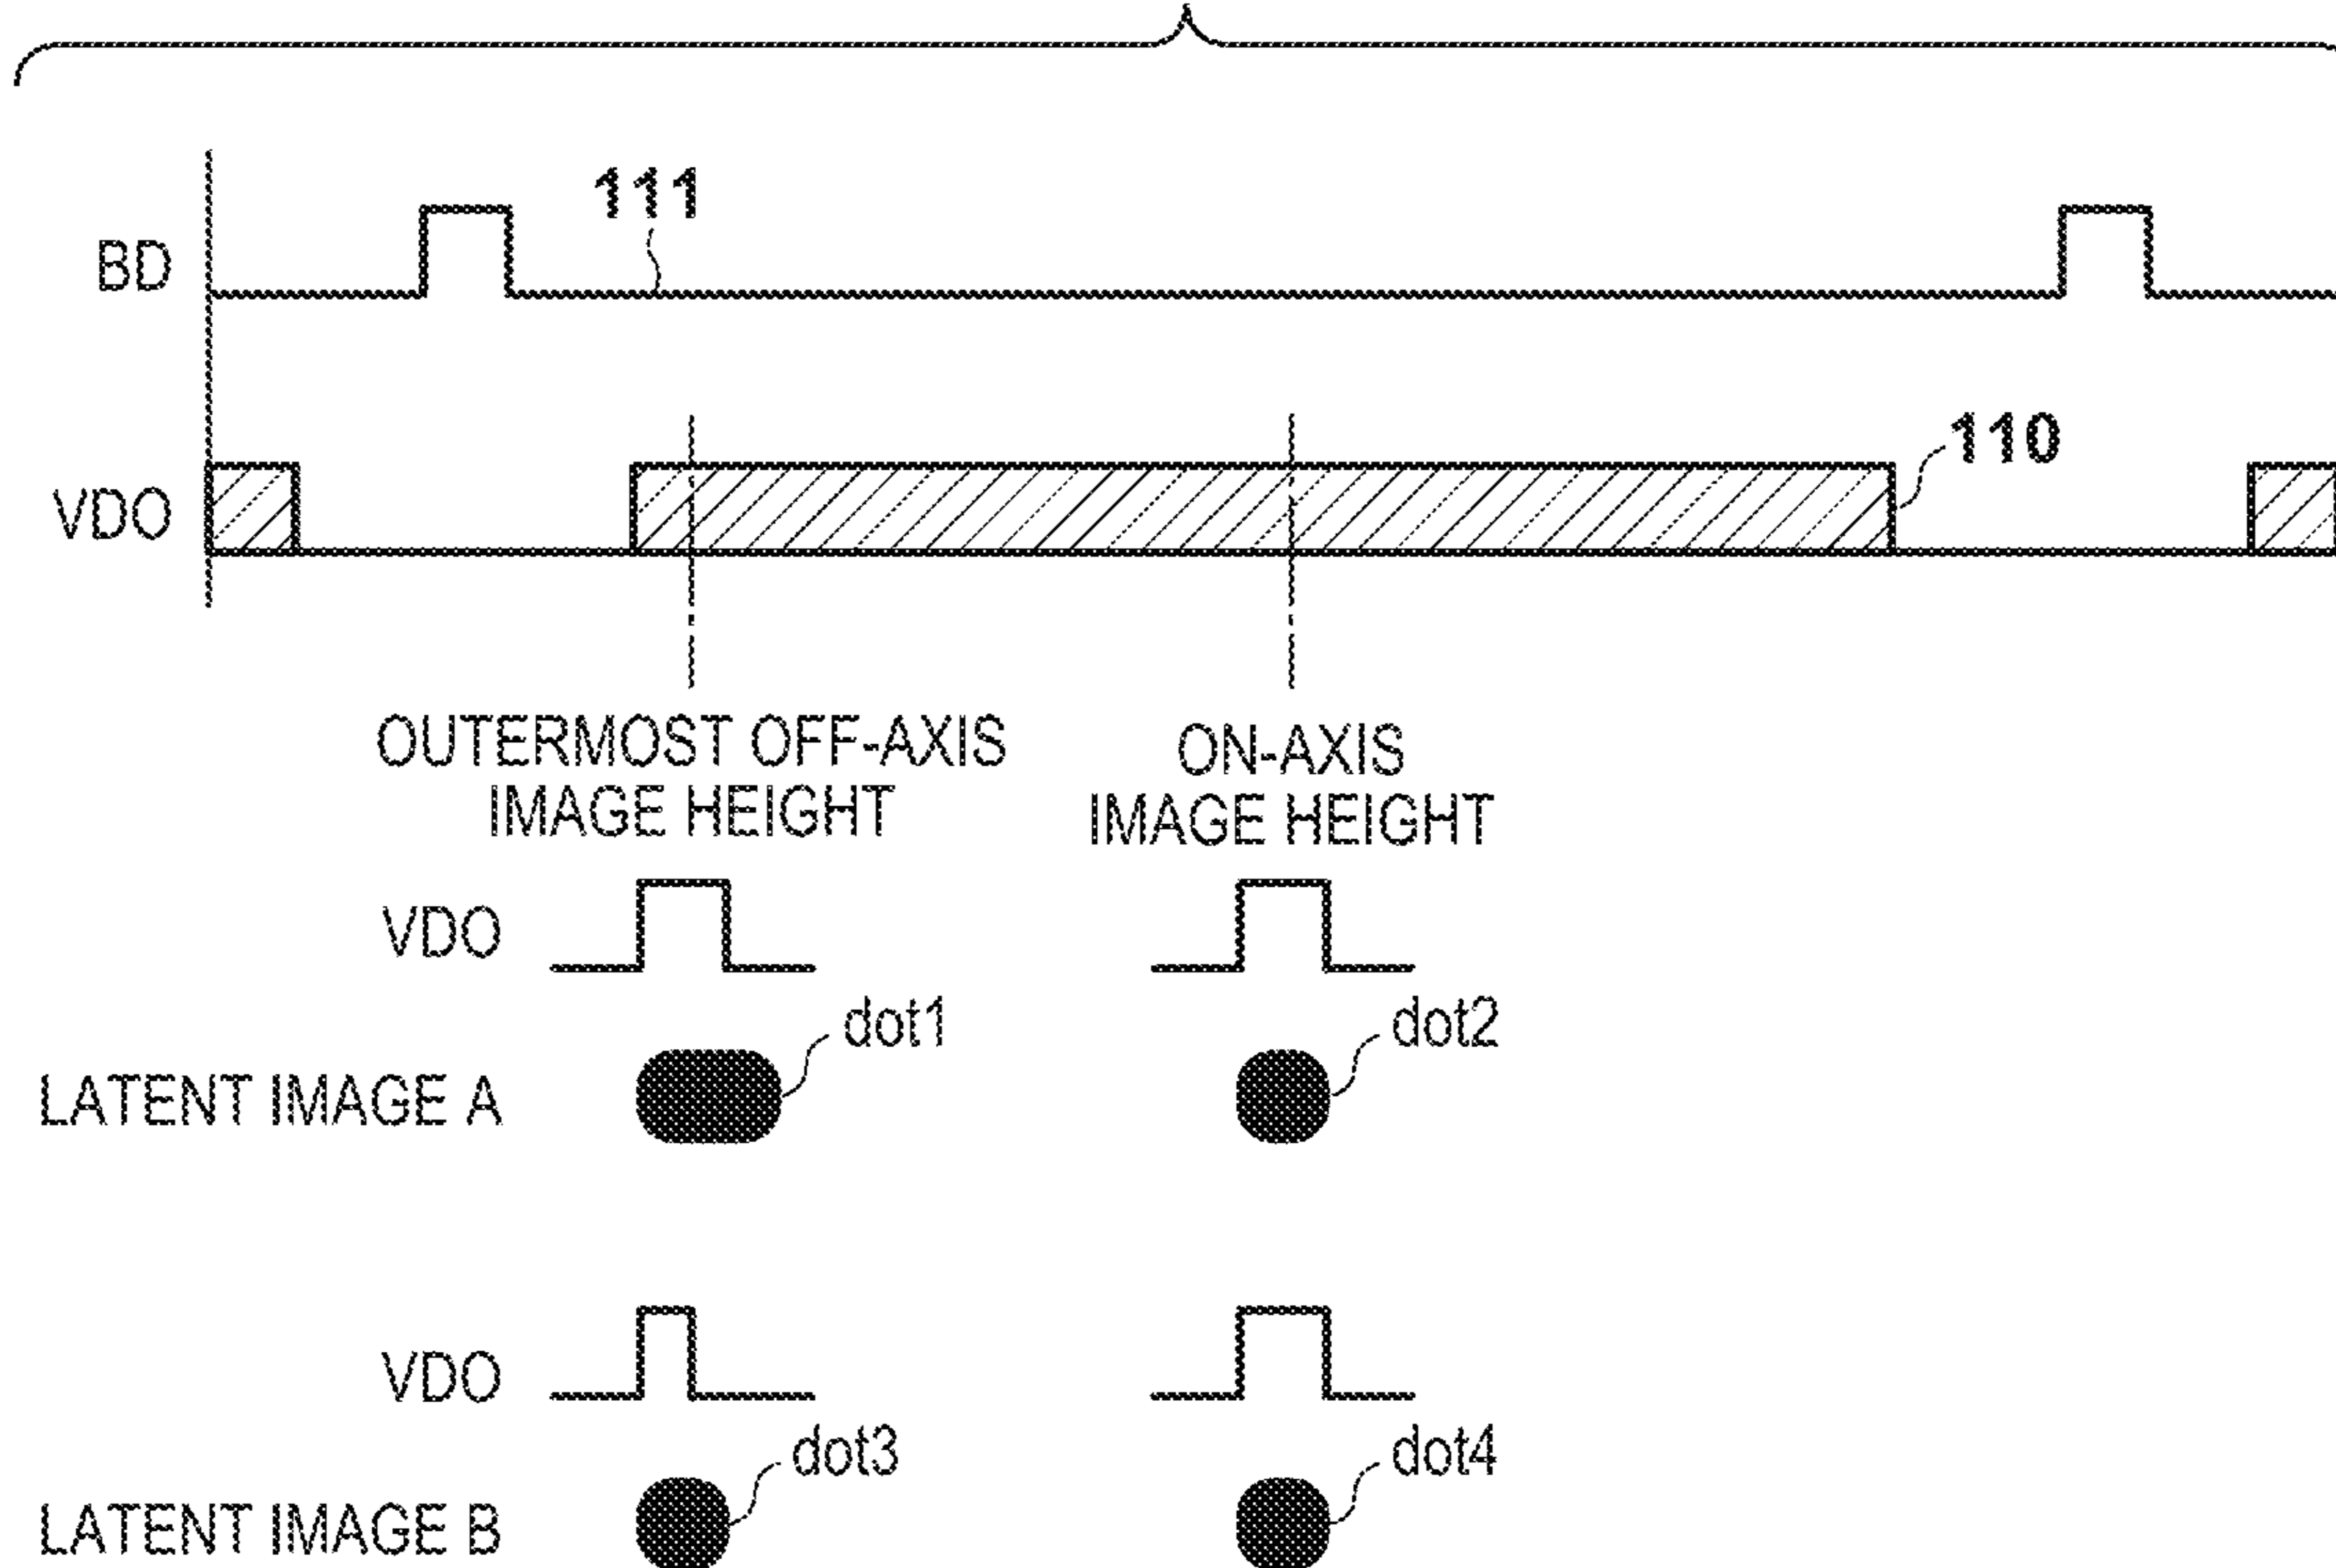 111
BD
110
VDO
OUTERMOST OFF-AXIS
IMAGE HEIGHT
ON-AXIS
IMAGE HEIGHT
VDO
dot1
dot2
LATENT IMAGE A
VDO
dot3
dot4
LATENT IMAGE B